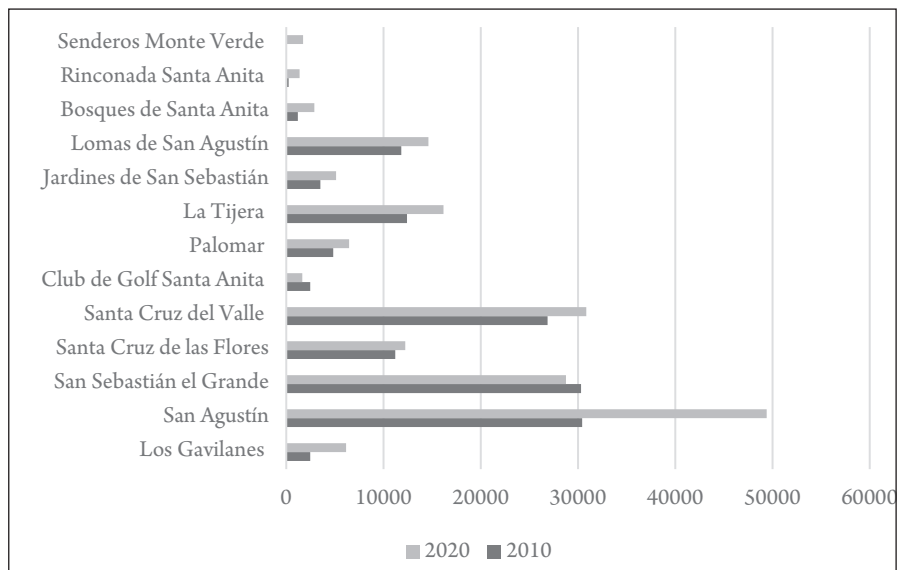 Senderos Monte Verde
Rinconada Santa Anita
Bosques de Santa Anita
Lomas de San Agustín
Jardines de San Sebastián
La Tijera
Palomar
Club de Golf Santa Anita
Santa Cruz del Valle
Santa Cruz de las Flores
San Sebastián el Grande
San Agustín
Los Gavilanes
0 10000 20000 30000 40000 50000 60000
2020 2010